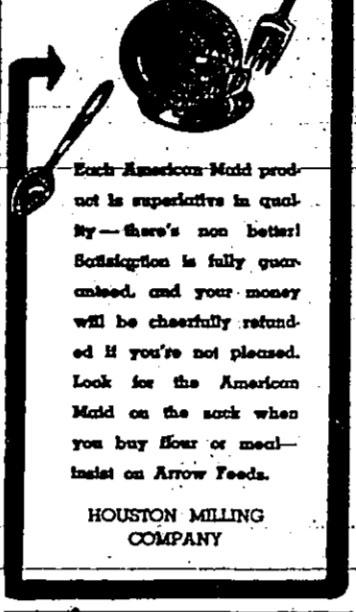 Each American Maid prod-
uct is superlative in qual-
ity—there's non better!
Satisfaction is fully guar-
anteed, and your money
will be cheerfully refund-
ed if you're not pleased.
Look for the American
Maid on the sack when
you buy flour or meal—
insist on Arrow Feeds.
HOUSTON MILLING
COMPANY